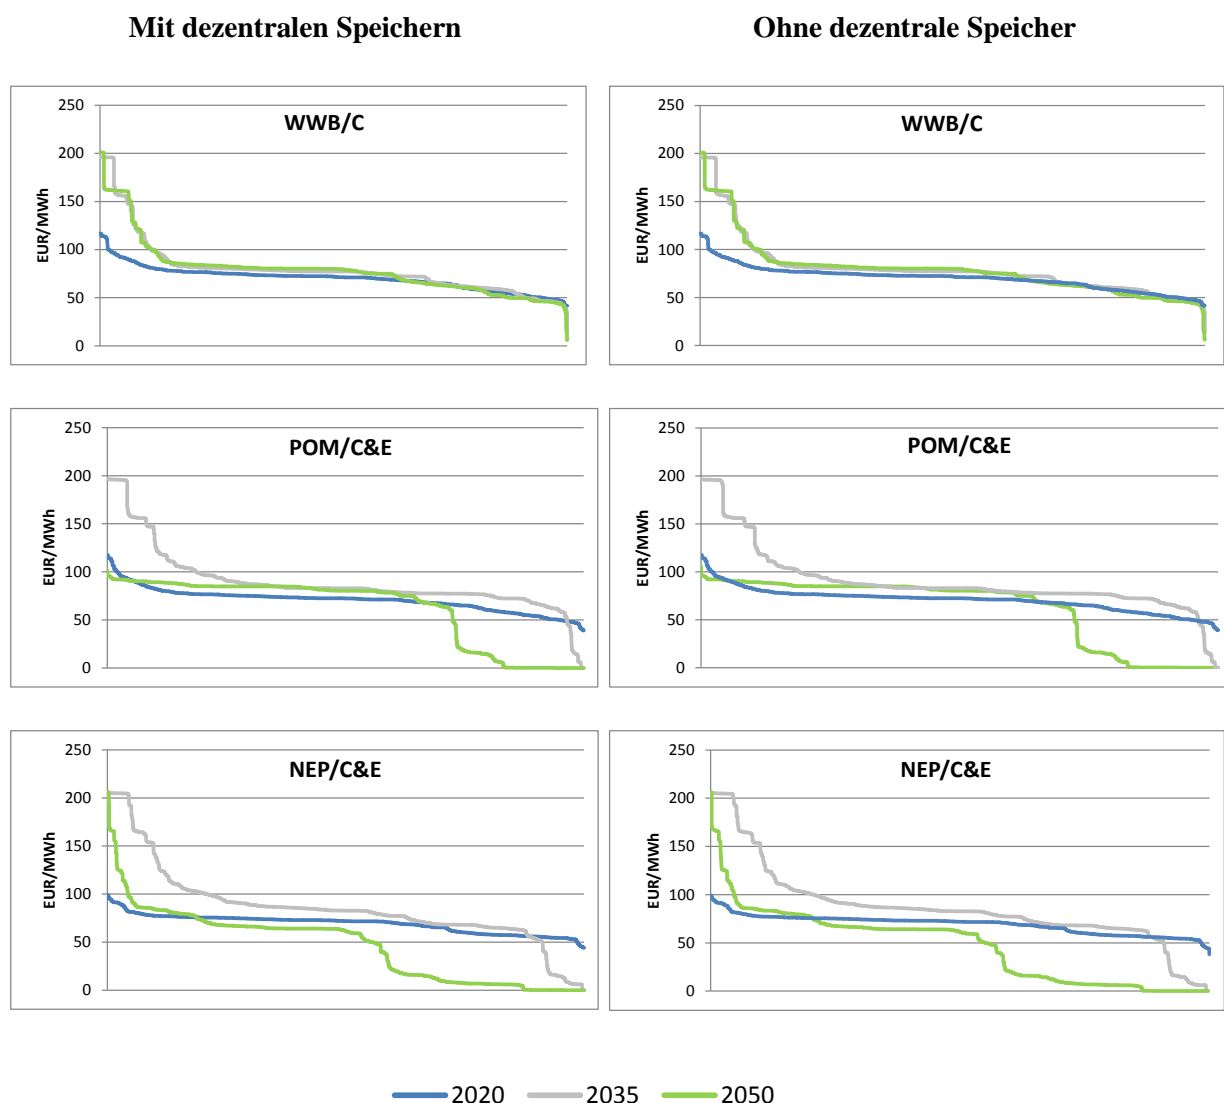 Mit dezentralen Speichern
Ohne dezentrale Speicher
WWB/C
EUR/MWh
250
200
150
100
50
0
WWB/C
EUR/MWh
250
200
150
100
50
0
POM/C&E
EUR/MWh
250
200
150
100
50
0
POM/C&E
EUR/MWh
250
200
150
100
50
0
NEP/C&E
EUR/MWh
250
200
150
100
50
0
NEP/C&E
EUR/MWh
250
200
150
100
50
0
2020 2035 2050